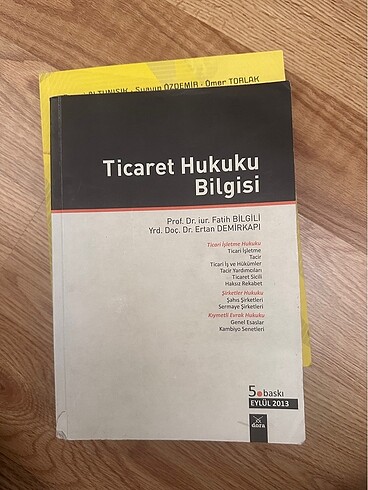 ALTUNIŞIK · Suayip ÖZDEMİR · Ömer TORLAK
Ticaret Hukuku
Bilgisi
Prof. Dr. iur. Fatih BİLGİLİ
Yrd. Doç. Dr. Ertan DEMİRKAPI
Ticari İşletme Hukuku
Ticari İşletme
Tacir
Ticari İş ve Hükümler
Tacir Yardımcıları
Ticaret Sicili
Haksız Rekabet
Şirketler Hukuku
Şahıs Şirketleri
Sermaye Şirketleri
Kıymetli Evrak Hukuku
Genel Esaslar
Kambiyo Senetleri
5.baskı
EYLÜL 2013
dora